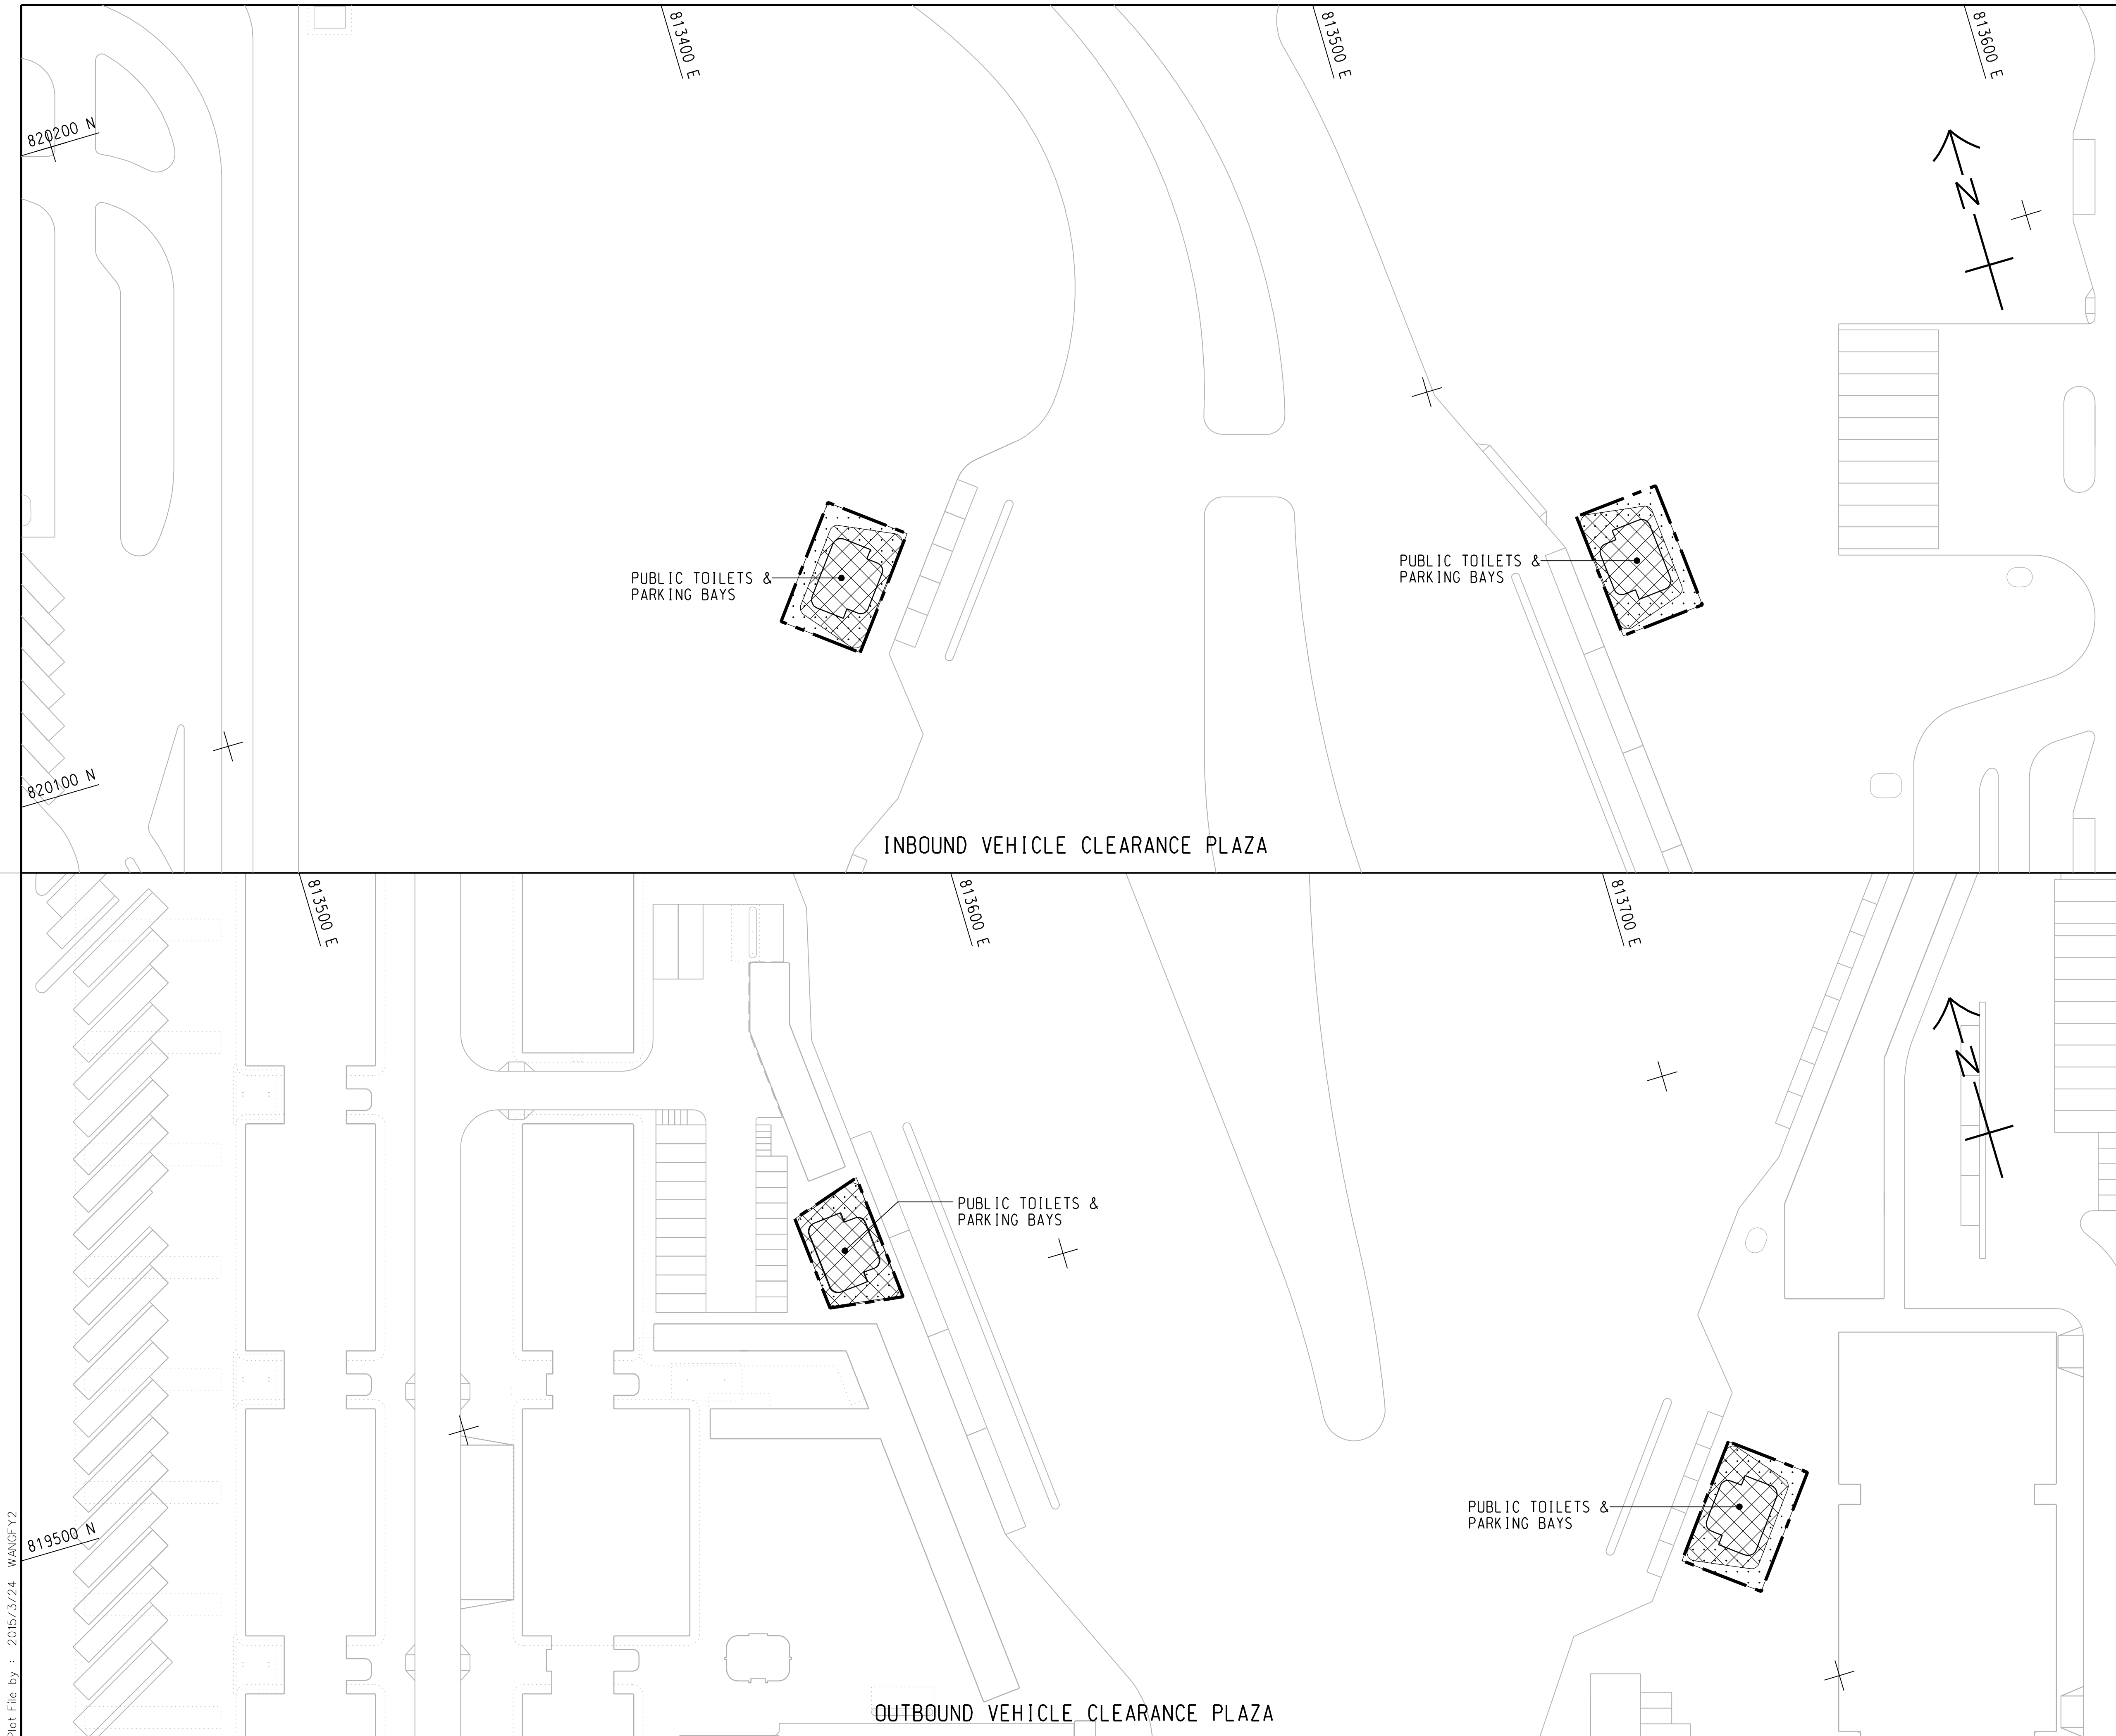 813400 E
813500 E
813600 E
820200 N
N
PUBLIC TOILETS &
PARKING BAYS
PUBLIC TOILETS &
PARKING BAYS
820100 N
INBOUND VEHICLE CLEARANCE PLAZA
813500 E
813600 E
813700 E
N
PUBLIC TOILETS &
PARKING BAYS
PUBLIC TOILETS &
PARKING BAYS
819500 N
OUTBOUND VEHICLE CLEARANCE PLAZA
Plot File by : 2015/3/24 WANGFY2